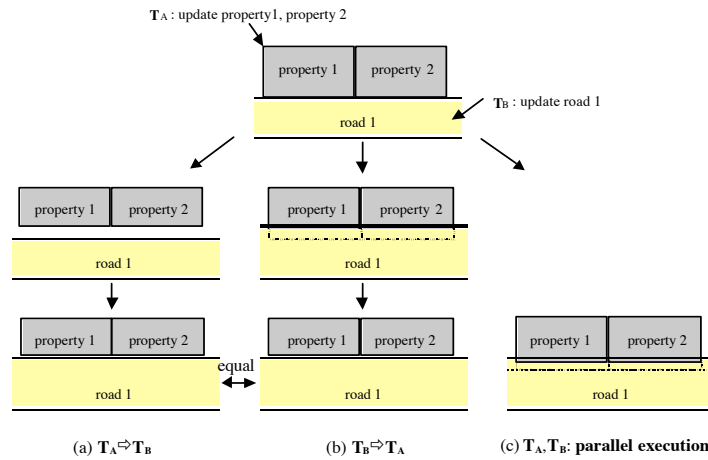 TA : update property1, property 2
property 1 property 2
TB : update road 1
road 1
property 1 property 2 property 1 property 2
road 1 road 1
property 1 property 2 property 1 property 2 property 1 property 2
equal
road 1 road 1 road 1
(a) TA⇨TB (b) TB⇨TA (c) TA,TB: parallel execution